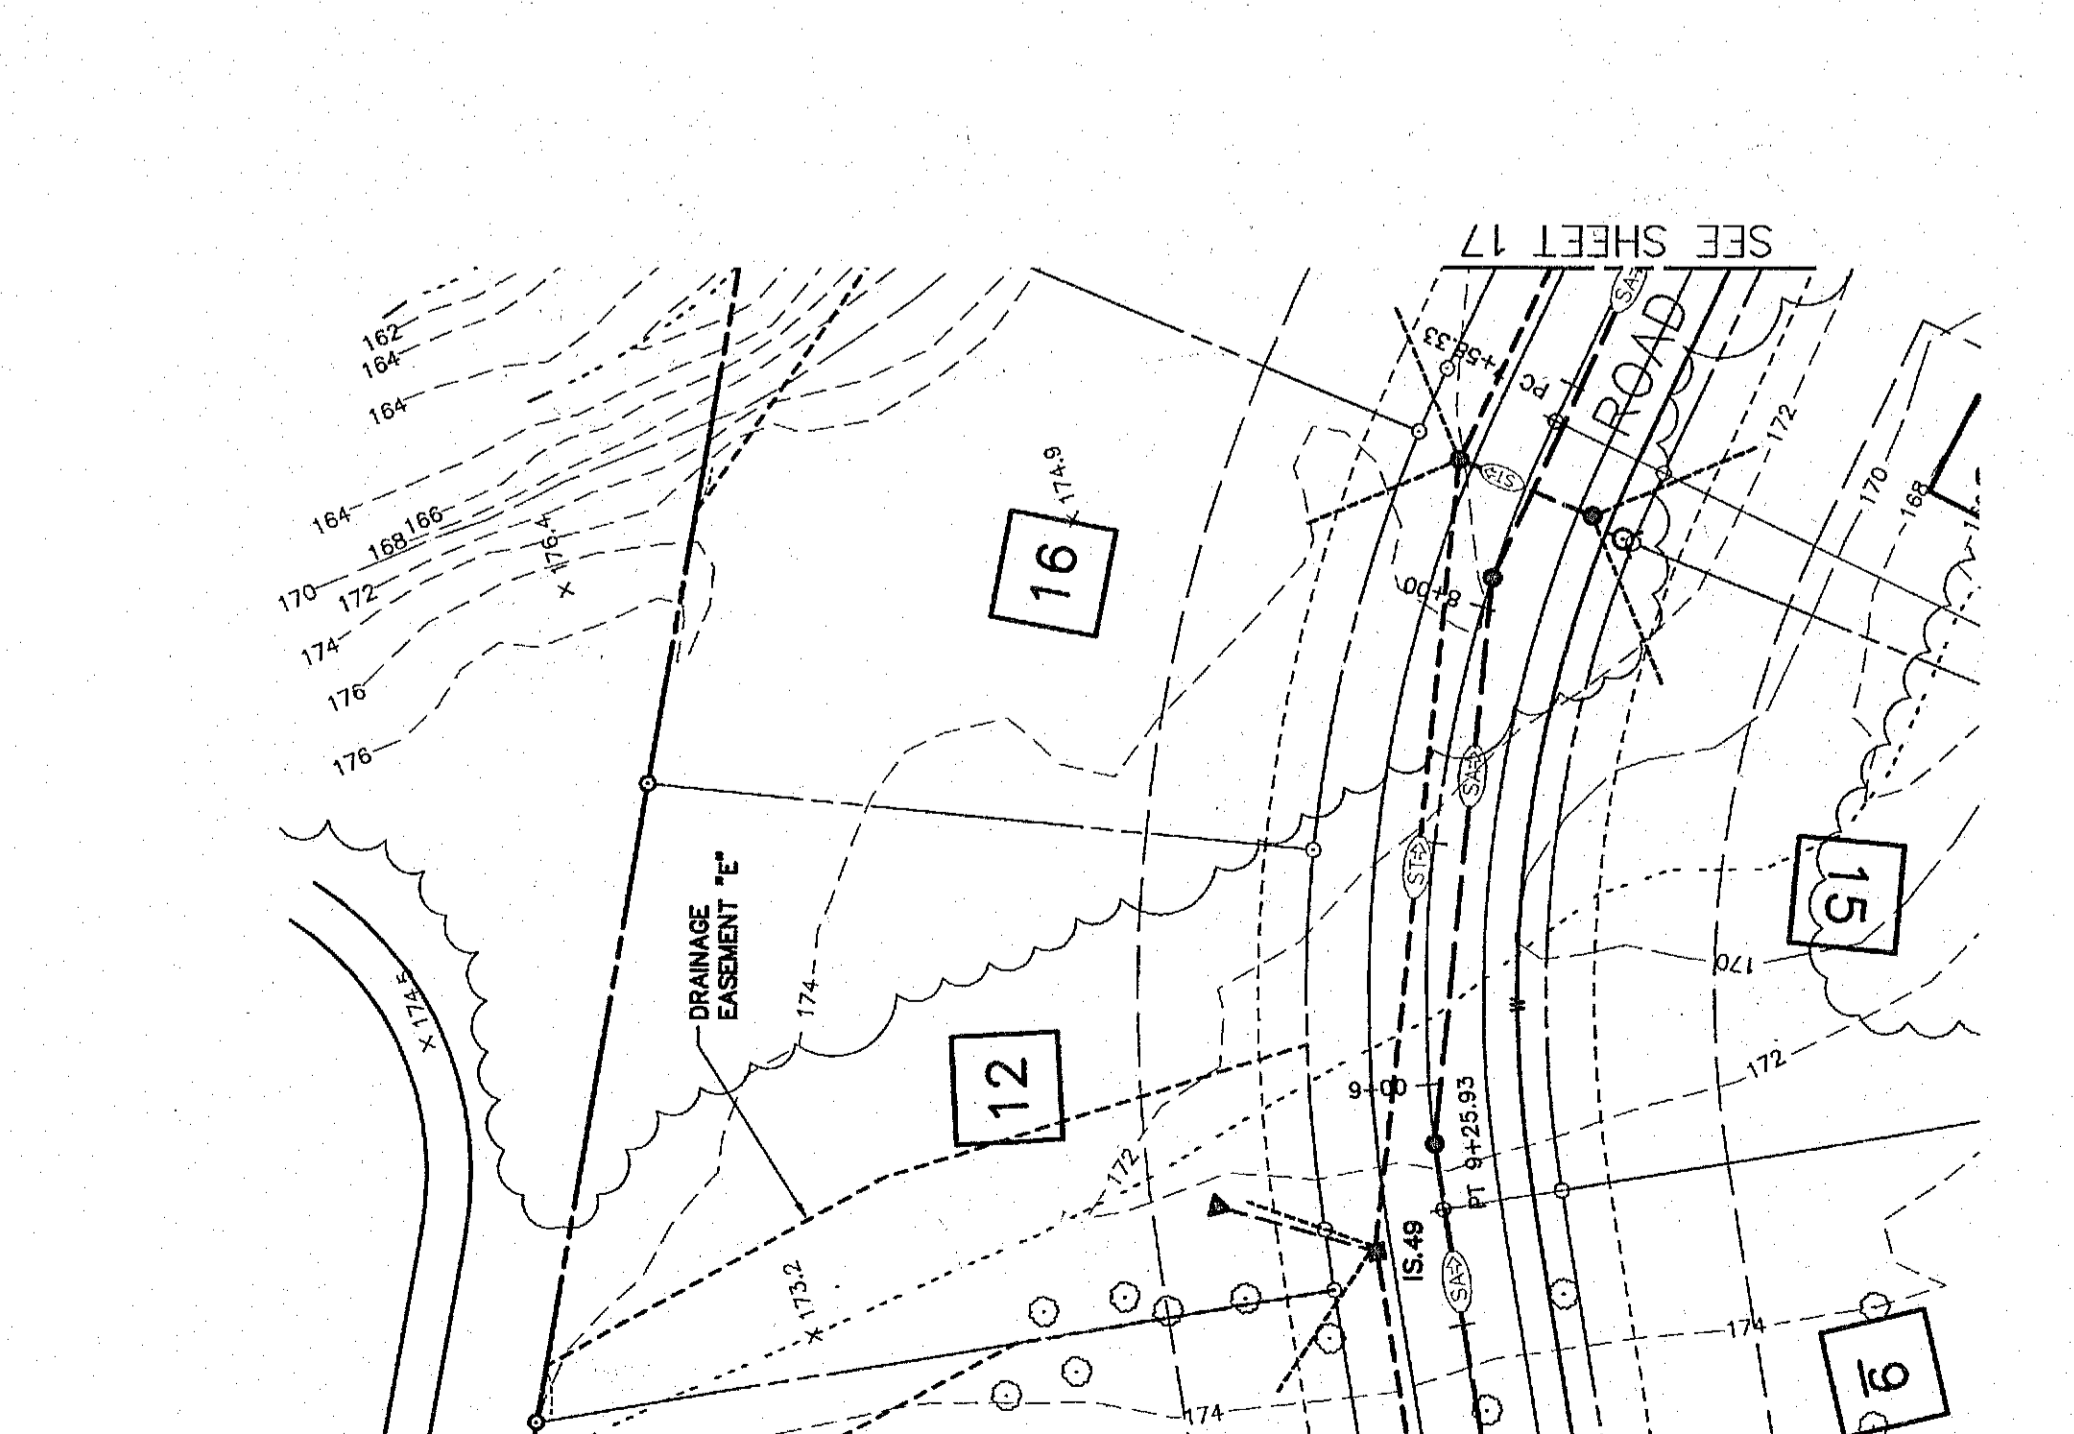 SEE SHEET 17
162
164
164
164
166
168
170
172
174
176
176
× 176.4
× 174.9
16
+58.33
PC
ROAD
SA
172
170
168
ST
8+00
SA
ST
15
170
× 174.5
DRAINAGE
EASEMENT "E"
174
12
9+00
PT 9+25.93
172
172
IS.49
SA
× 173.2
174
174
9
W